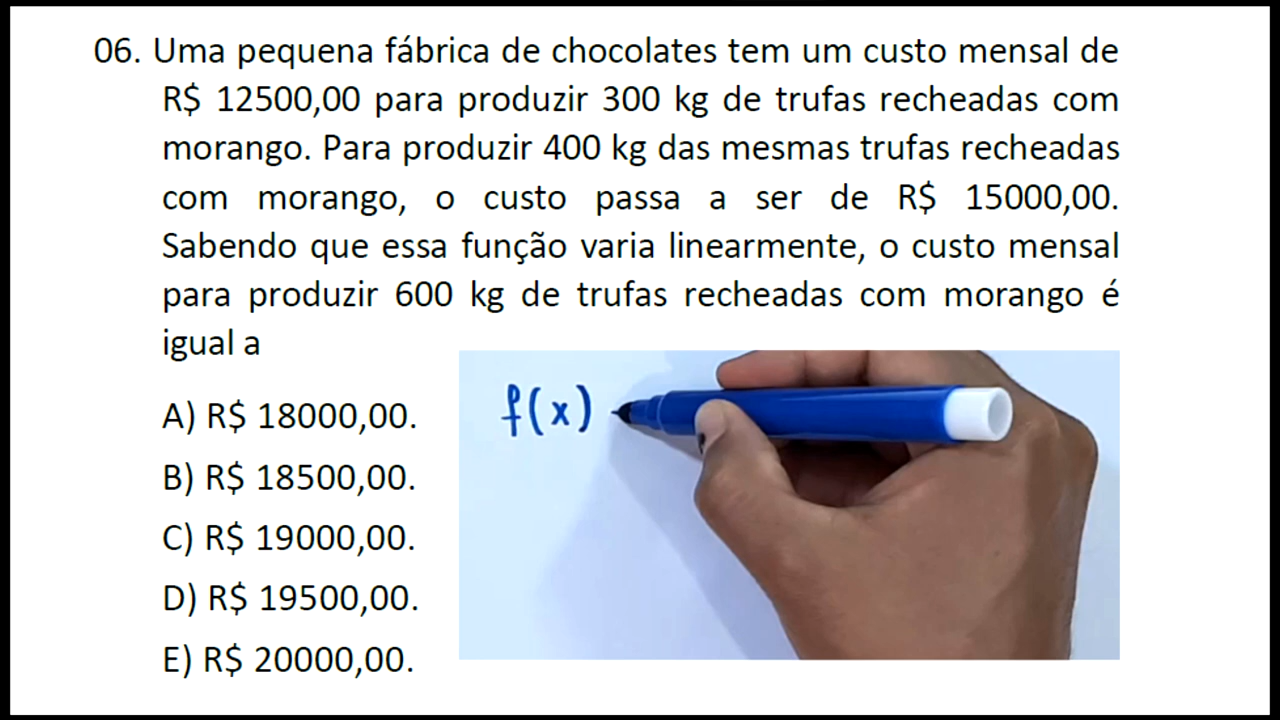 06. Uma pequena fábrica de chocolates tem um custo mensal de
R$ 12500,00 para produzir 300 kg de trufas recheadas com
morango. Para produzir 400 kg das mesmas trufas recheadas
com morango, o custo passa a ser de R$ 15000,00.
Sabendo que essa função varia linearmente, o custo mensal
para produzir 600 kg de trufas recheadas com morango é
igual a
A) R$ 18000,00.
B) R$ 18500,00.
C) R$ 19000,00.
D) R$ 19500,00.
E) R$ 20000,00.
f(x)